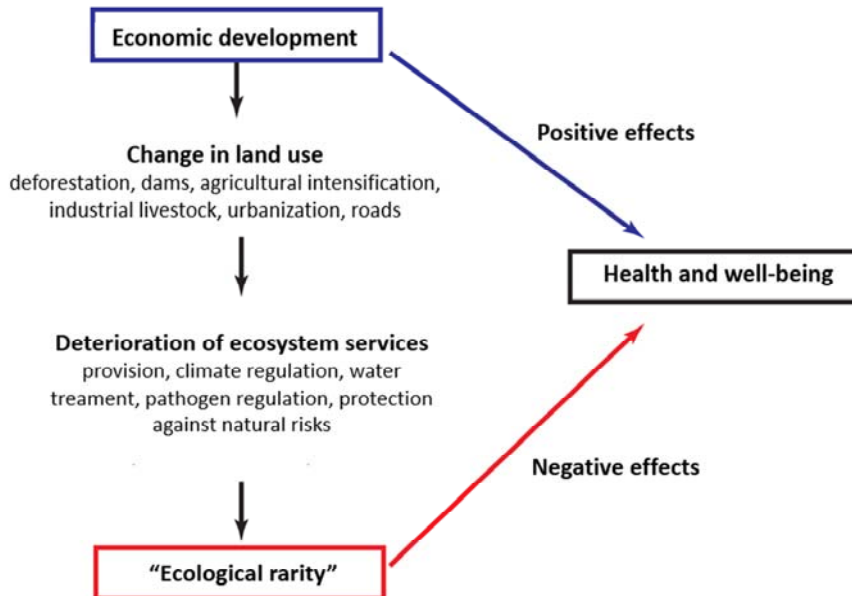 Economic development
Positive effects
Change in land use
deforestation, dams, agricultural intensification,
industrial livestock, urbanization, roads
Health and well-being
Deterioration of ecosystem services
provision, climate regulation, water
treament, pathogen regulation, protection
against natural risks
Negative effects
“Ecological rarity”